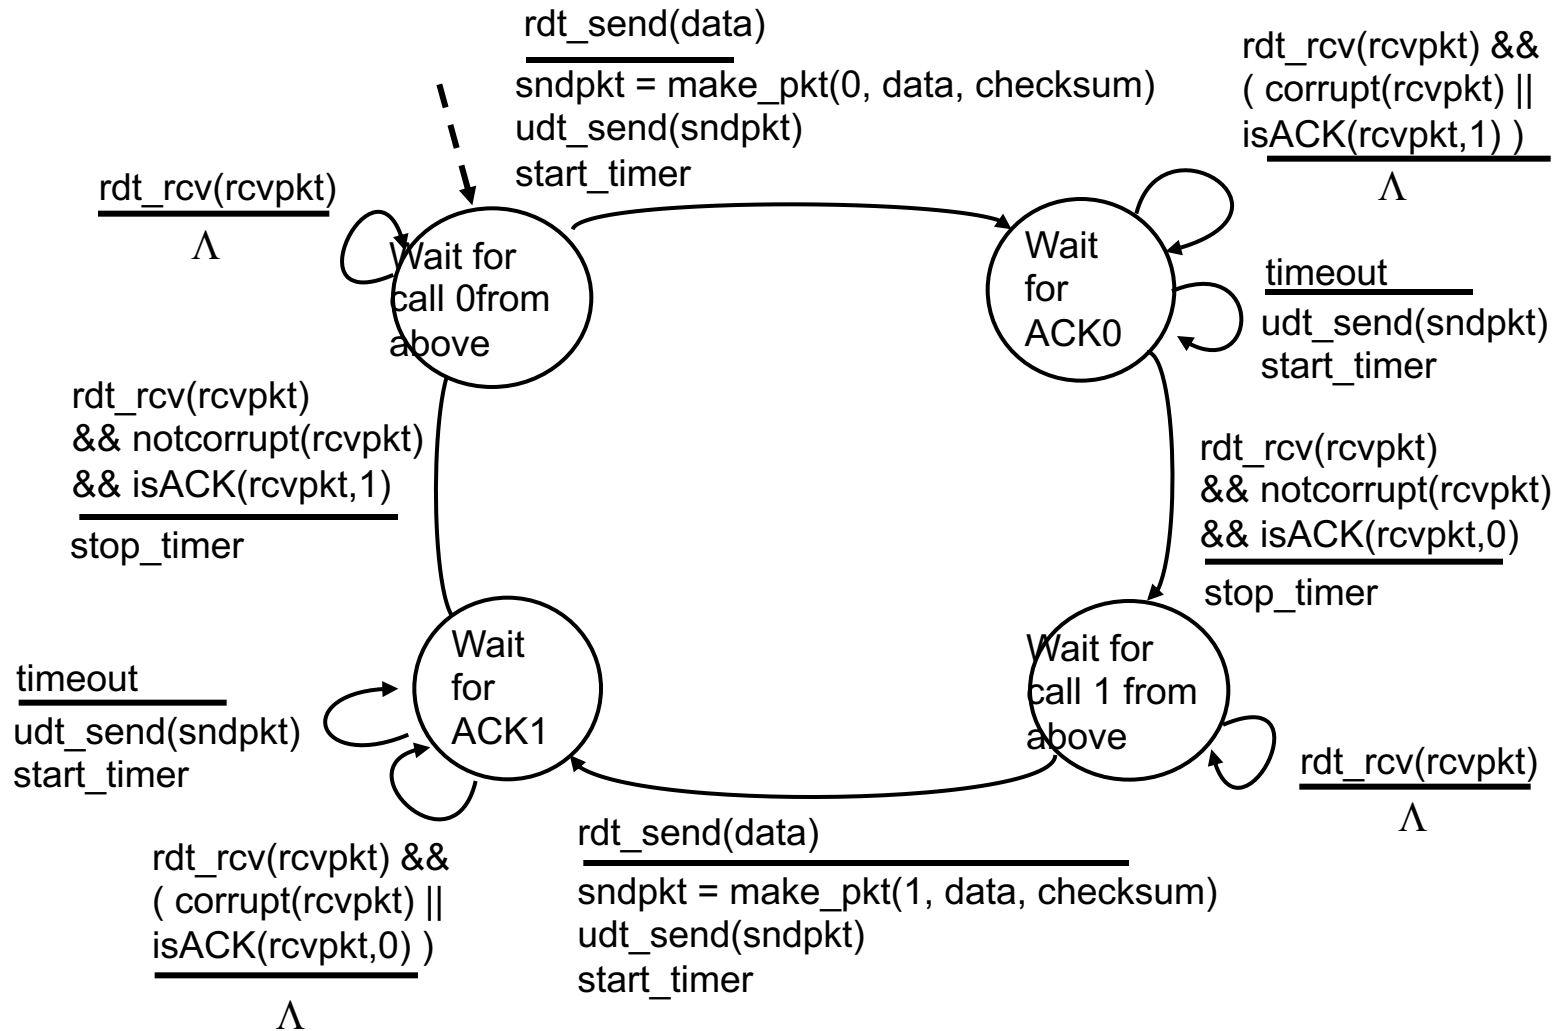 rdt_send(data)
sndpkt = make_pkt(0, data, checksum)
udt_send(sndpkt)
start_timer
rdt_rcv(rcvpkt) &&
( corrupt(rcvpkt) ||
isACK(rcvpkt,1) )
Λ
rdt_rcv(rcvpkt)
Λ
Wait for
call 0from
above
Wait
for
ACK0
timeout
udt_send(sndpkt)
start_timer
rdt_rcv(rcvpkt)
&& notcorrupt(rcvpkt)
&& isACK(rcvpkt,1)
stop_timer
rdt_rcv(rcvpkt)
&& notcorrupt(rcvpkt)
&& isACK(rcvpkt,0)
stop_timer
Wait
for
ACK1
Wait for
call 1 from
above
timeout
udt_send(sndpkt)
start_timer
rdt_rcv(rcvpkt)
Λ
rdt_rcv(rcvpkt) &&
( corrupt(rcvpkt) ||
isACK(rcvpkt,0) )
Λ
rdt_send(data)
sndpkt = make_pkt(1, data, checksum)
udt_send(sndpkt)
start_timer